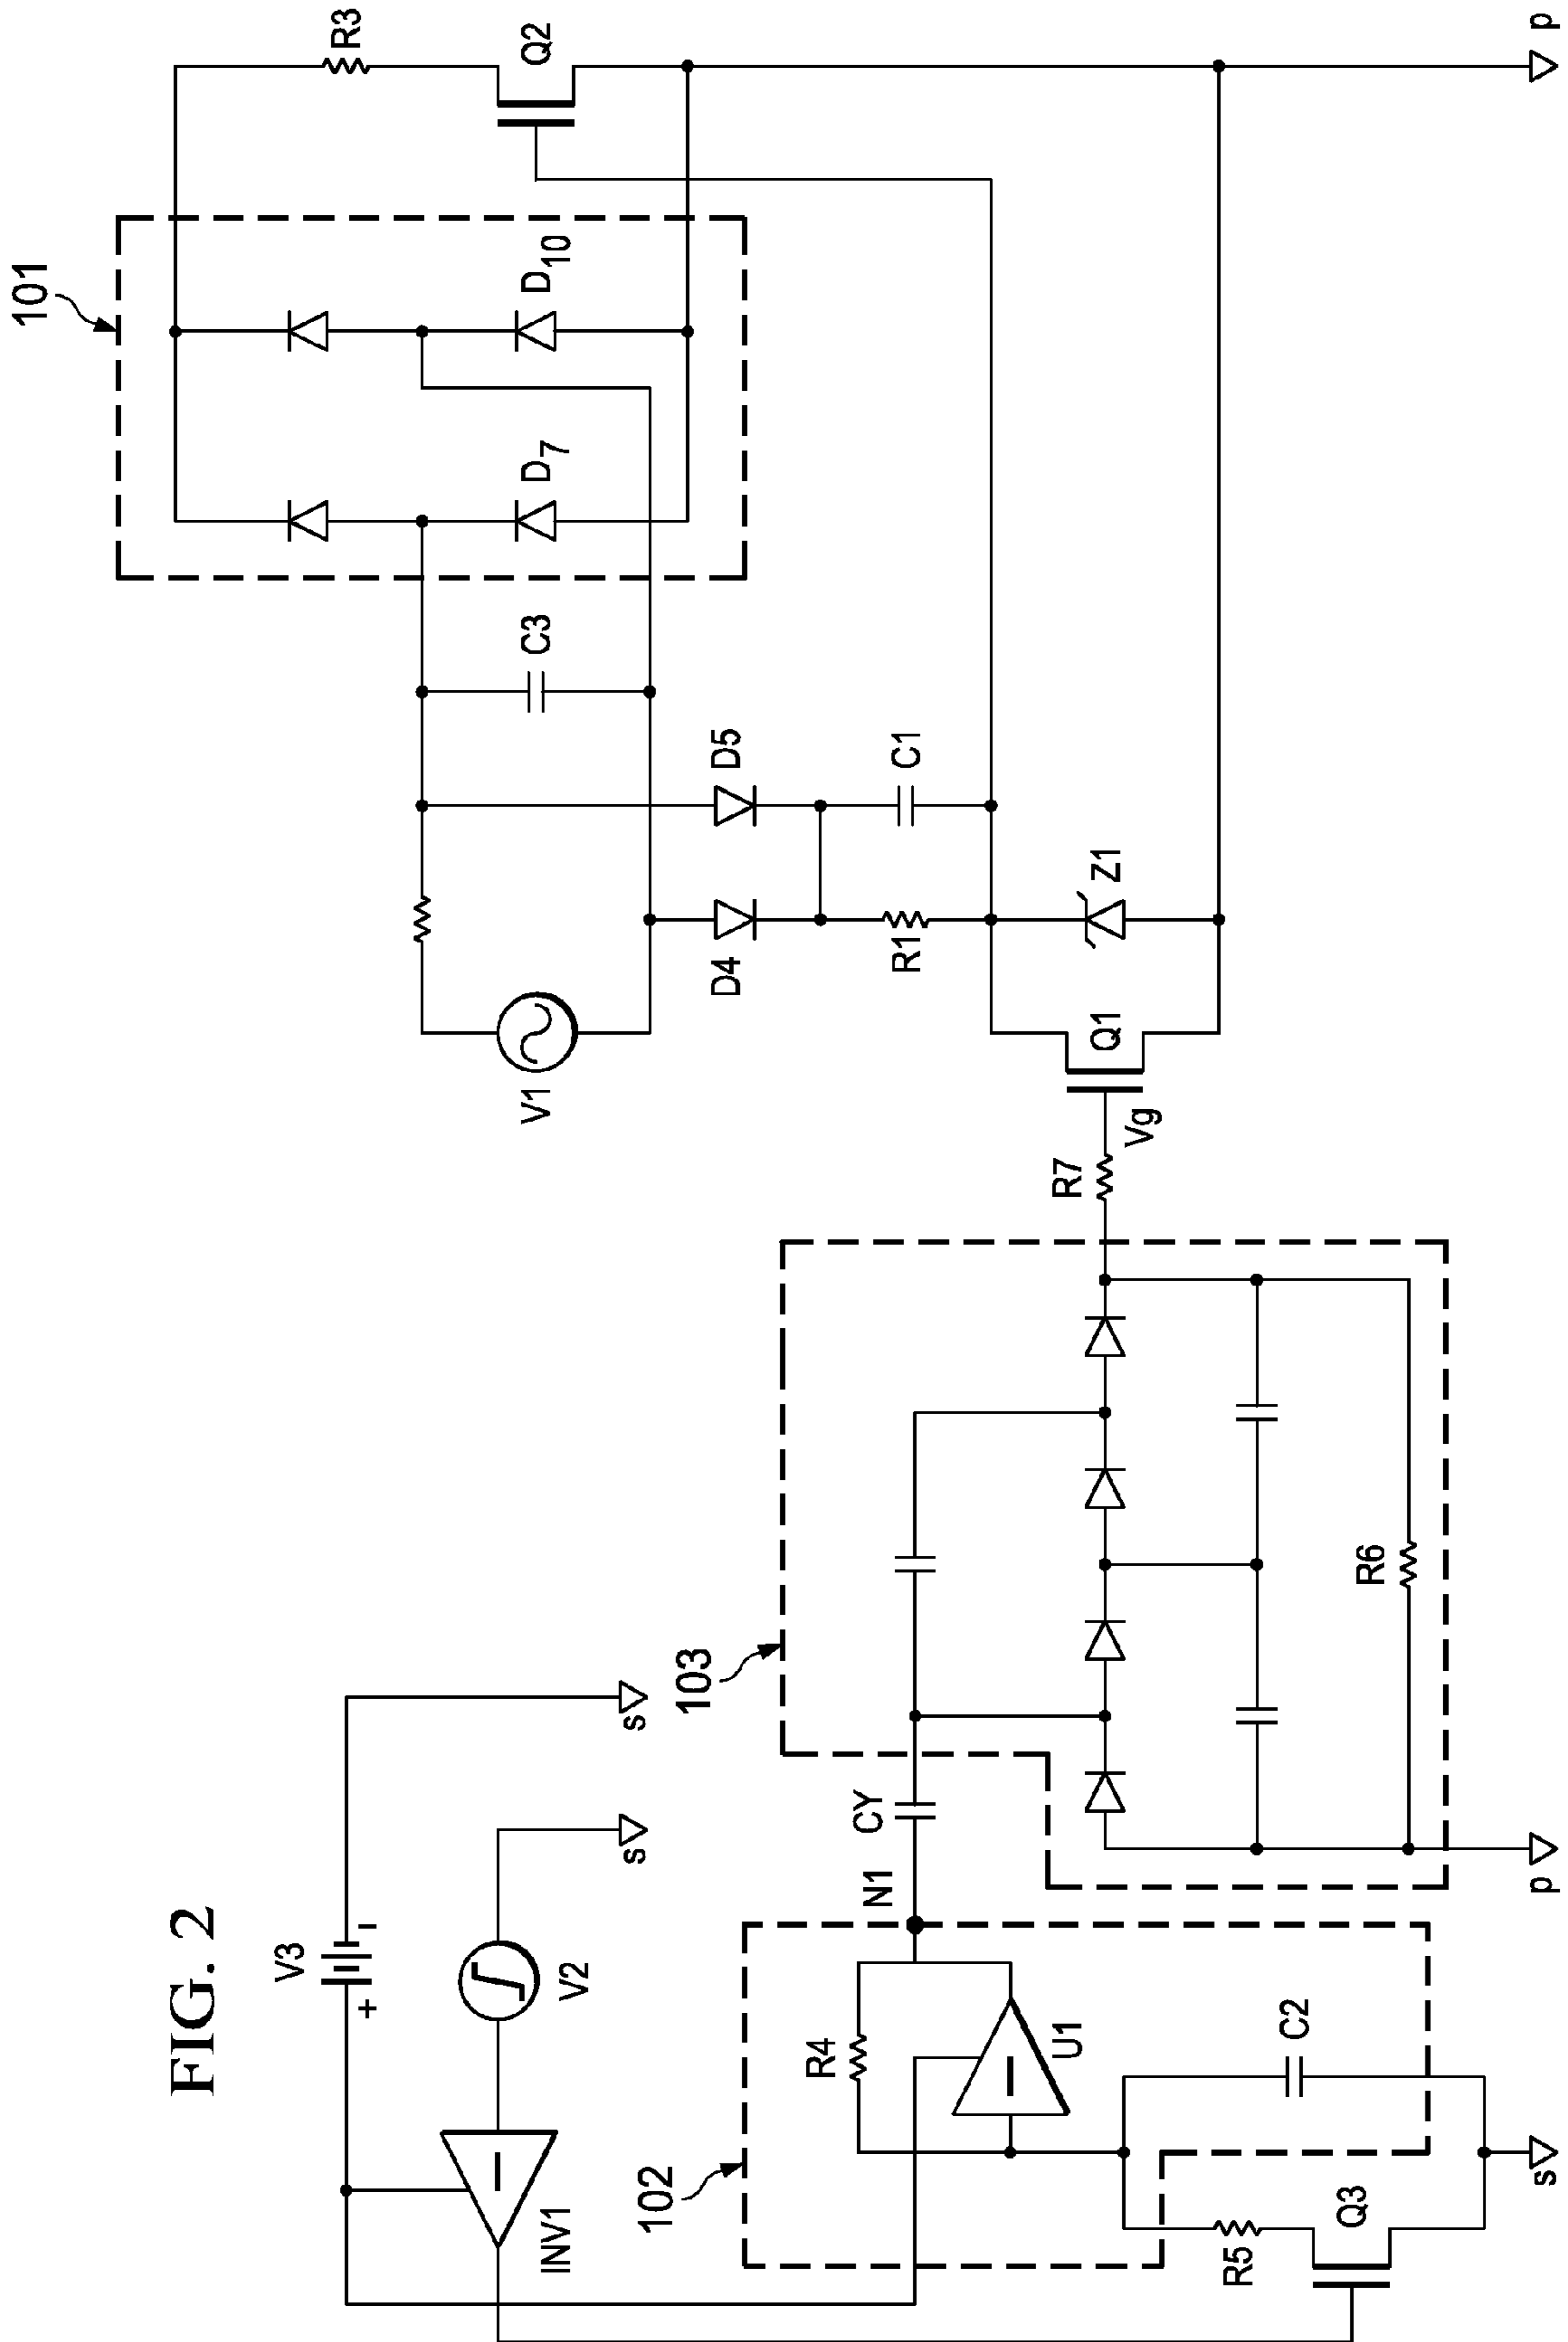 FIG. 2
V3
+
−
V2
s
s
INV1
102
R4
U1
N1
CY
C2
R5
Q3
s
103
R6
p
R7
Vg
Q1
Z1
V1
D4
D5
R1
C1
C3
101
D7
D10
R3
Q2
p